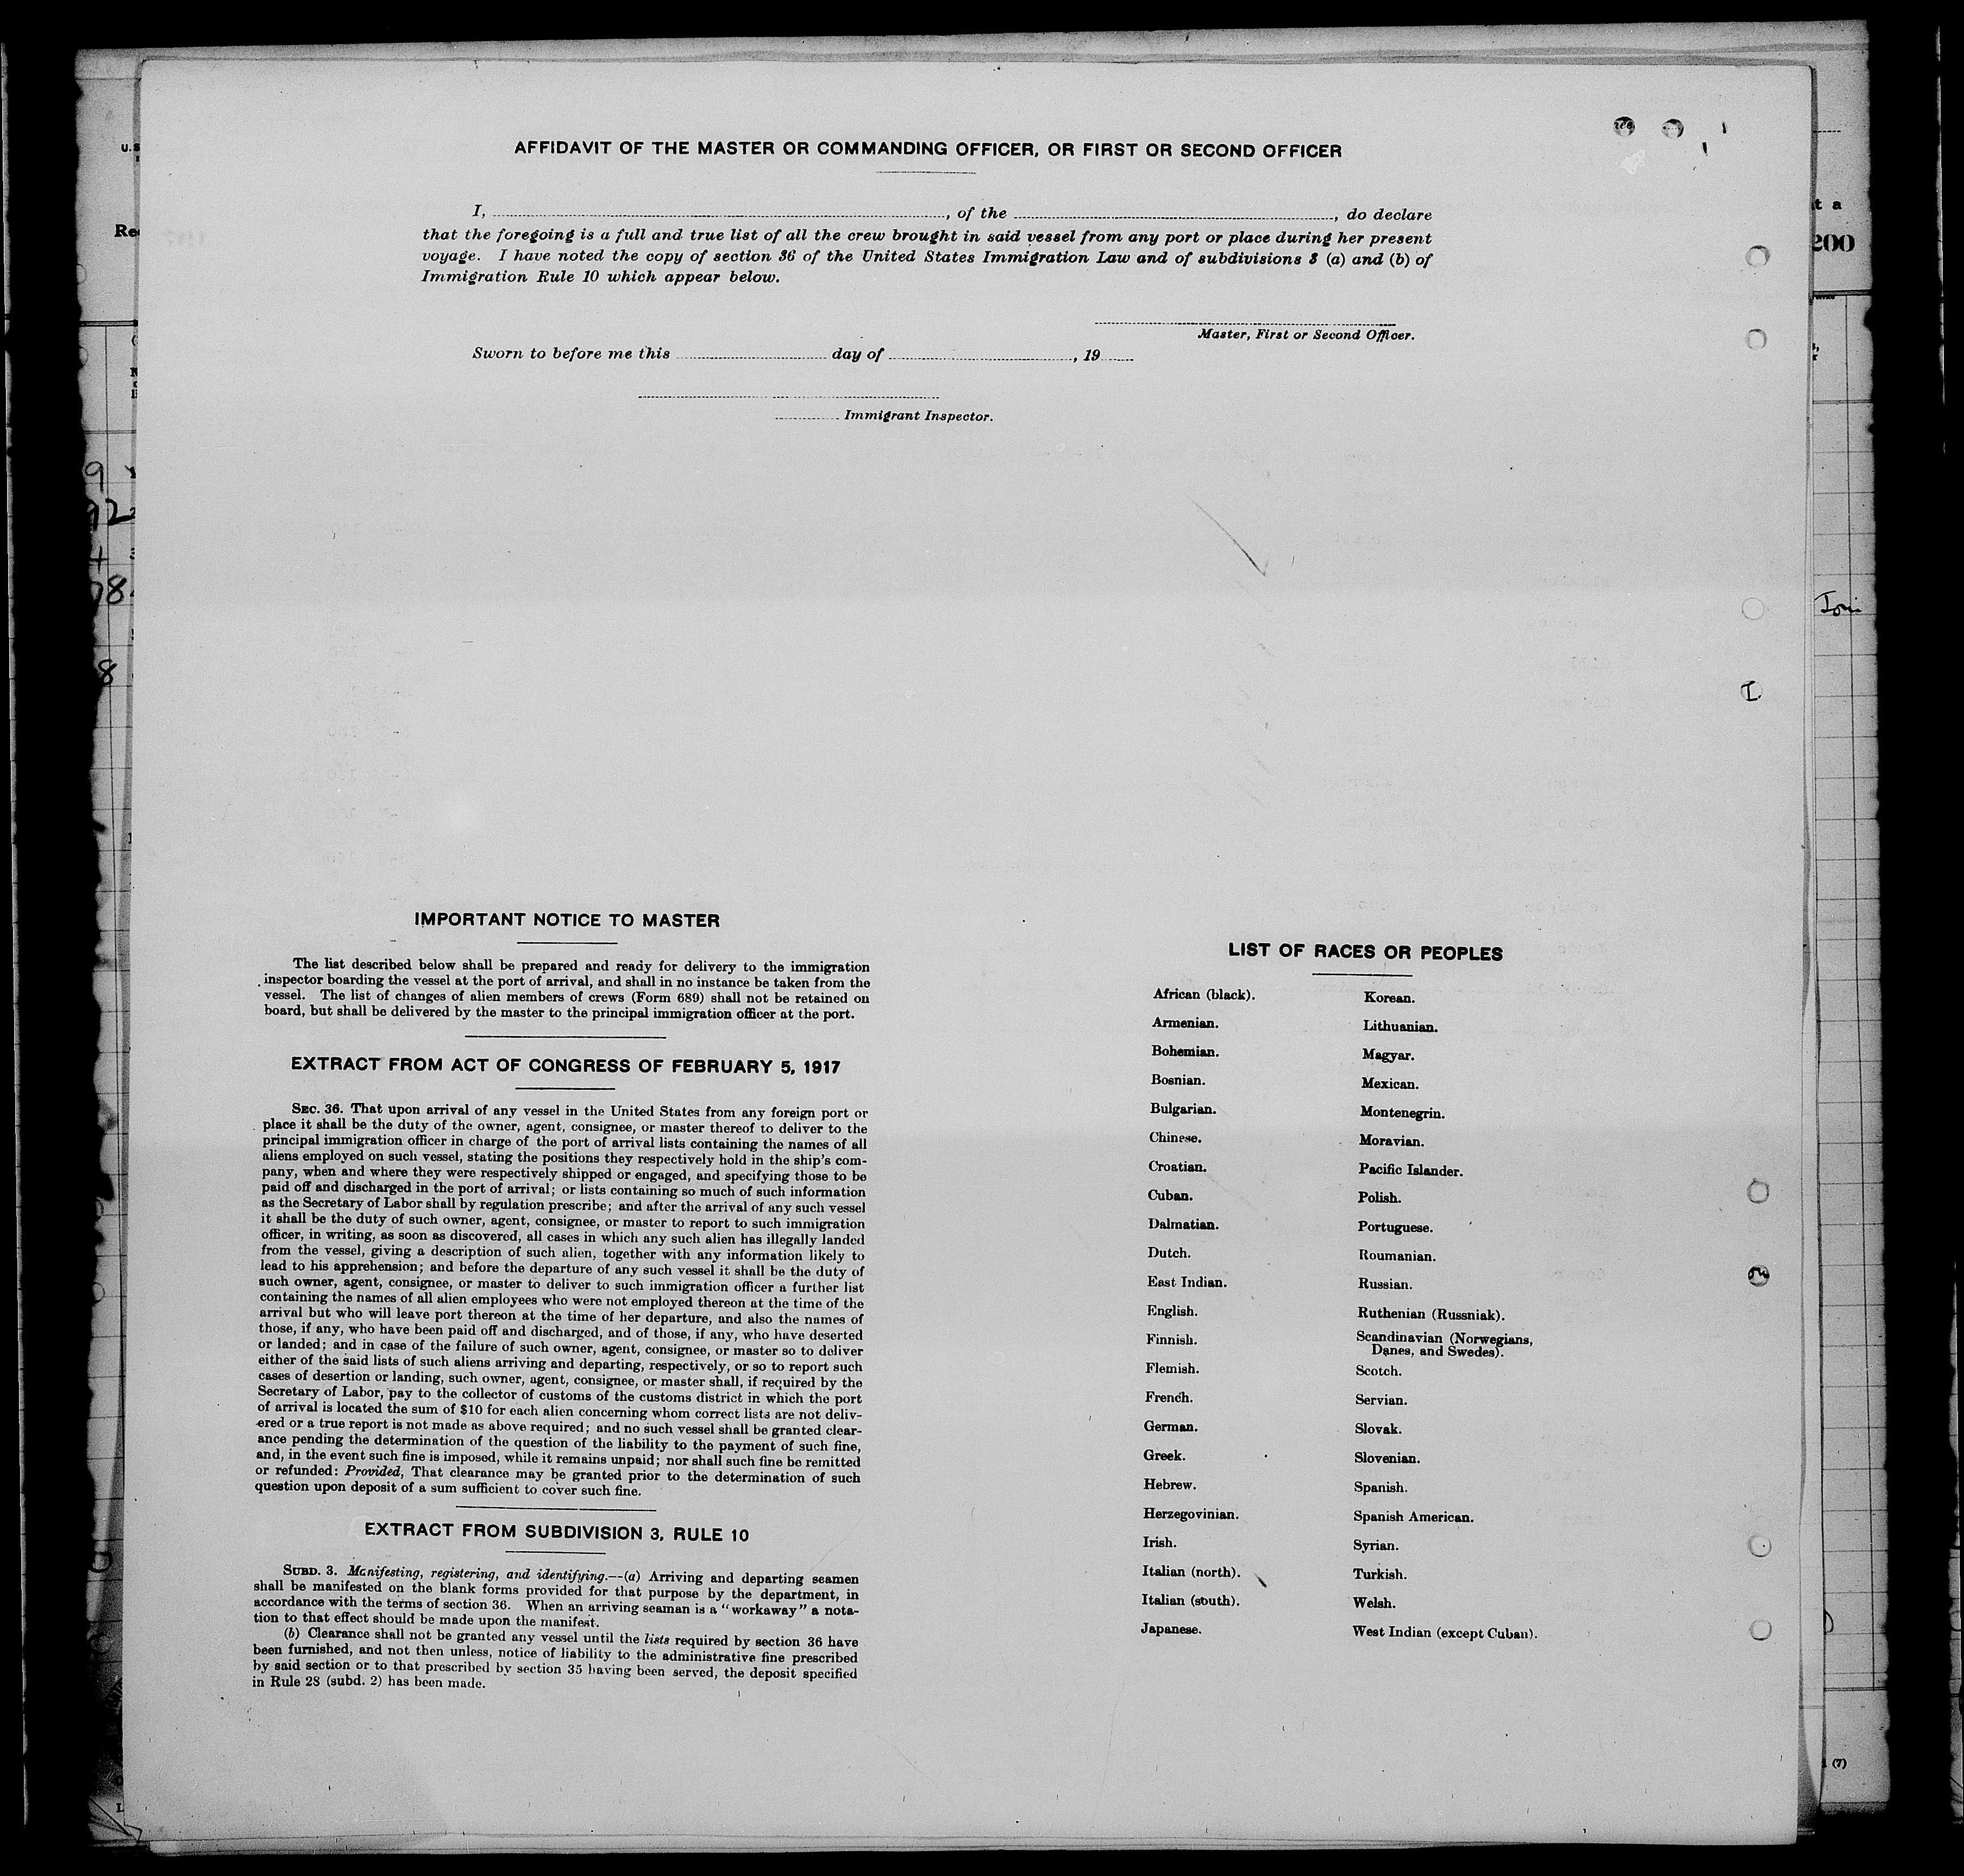 AFFIDAVIT OF THE MASTER OR COMMANDING OFFICER, OR FIRST OR SECOND OFFICER
I, , of the , do declare
that the foregoing is a full and true list of all the crew brought in said vessel from any port or place during her present
voyage. I have noted the copy of section 36 of the United States Immigration Law and of subdivisions 3 (a) and (b) of
Immigration Rule 10 which appear below.
Master, First or Second Officer.
Sworn to before me this day of , 19
Immigrant Inspector.
IMPORTANT NOTICE TO MASTER
The list described below shall be prepared and ready for delivery to the immigration
inspector boarding the vessel at the port of arrival, and shall in no instance be taken from the
vessel. The list of changes of alien members of crews (Form 689) shall not be retained on
board, but shall be delivered by the master to the principal immigration officer at the port.
EXTRACT FROM ACT OF CONGRESS OF FEBRUARY 5, 1917
SEC. 36. That upon arrival of any vessel in the United States from any foreign port or
place it shall be the duty of the owner, agent, consignee, or master thereof to deliver to the
principal immigration officer in charge of the port of arrival lists containing the names of all
aliens employed on such vessel, stating the positions they respectively hold in the ship's com-
pany, when and where they were respectively shipped or engaged, and specifying those to be
paid off and discharged in the port of arrival; or lists containing so much of such information
as the Secretary of Labor shall by regulation prescribe; and after the arrival of any such vessel
it shall be the duty of such owner, agent, consignee, or master to report to such immigration
officer, in writing, as soon as discovered, all cases in which any such alien has illegally landed
from the vessel, giving a description of such alien, together with any information likely to
lead to his apprehension; and before the departure of any such vessel it shall be the duty of
such owner, agent, consignee, or master to deliver to such immigration officer a further list
containing the names of all alien employees who were not employed thereon at the time of the
arrival but who will leave port thereon at the time of her departure, and also the names of
those, if any, who have been paid off and discharged, and of those, if any, who have deserted
or landed; and in case of the failure of such owner, agent, consignee, or master so to deliver
either of the said lists of such aliens arriving and departing, respectively, or so to report such
cases of desertion or landing, such owner, agent, consignee, or master shall, if required by the
Secretary of Labor, pay to the collector of customs of the customs district in which the port
of arrival is located the sum of $10 for each alien concerning whom correct lists are not deliv-
ered or a true report is not made as above required; and no such vessel shall be granted clear-
ance pending the determination of the question of the liability to the payment of such fine,
and, in the event such fine is imposed, while it remains unpaid; nor shall such fine be remitted
or refunded: Provided, That clearance may be granted prior to the determination of such
question upon deposit of a sum sufficient to cover such fine.
EXTRACT FROM SUBDIVISION 3, RULE 10
SUBD. 3. Manifesting, registering, and identifying.—(a) Arriving and departing seamen
shall be manifested on the blank forms provided for that purpose by the department, in
accordance with the terms of section 36. When an arriving seaman is a "workaway" a nota-
tion to that effect should be made upon the manifest.
(b) Clearance shall not be granted any vessel until the lists required by section 36 have
been furnished, and not then unless, notice of liability to the administrative fine prescribed
by said section or to that prescribed by section 35 having been served, the deposit specified
in Rule 28 (subd. 2) has been made.
LIST OF RACES OR PEOPLES
African (black).
Armenian.
Bohemian.
Bosnian.
Bulgarian.
Chinese.
Croatian.
Cuban.
Dalmatian.
Dutch.
East Indian.
English.
Finnish.
Flemish.
French.
German.
Greek.
Hebrew.
Herzegovinian.
Irish.
Italian (north).
Italian (south).
Japanese.
Korean.
Lithuanian.
Magyar.
Mexican.
Montenegrin.
Moravian.
Pacific Islander.
Polish.
Portuguese.
Roumanian.
Russian.
Ruthenian (Russniak).
Scandinavian (Norwegians,
Danes, and Swedes).
Scotch.
Servian.
Slovak.
Slovenian.
Spanish.
Spanish American.
Syrian.
Turkish.
Welsh.
West Indian (except Cuban).
t a
200
(7)